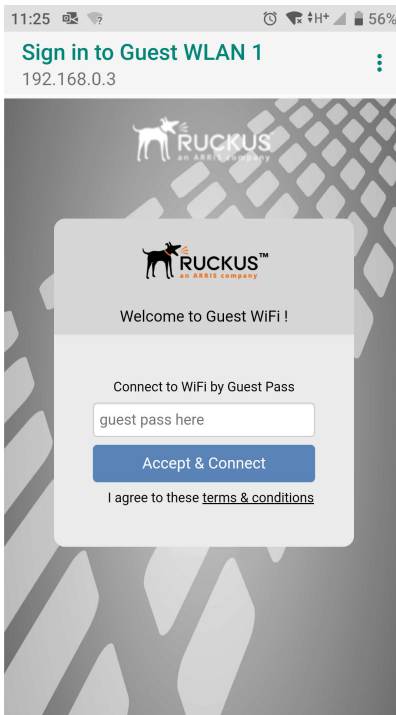 11:25
H+
56%
Sign in to Guest WLAN 1
192.168.0.3
RUCKUS
an ARRIS company
RUCKUS™
an ARRIS company
Welcome to Guest WiFi !
Connect to WiFi by Guest Pass
guest pass here
Accept & Connect
I agree to these terms & conditions